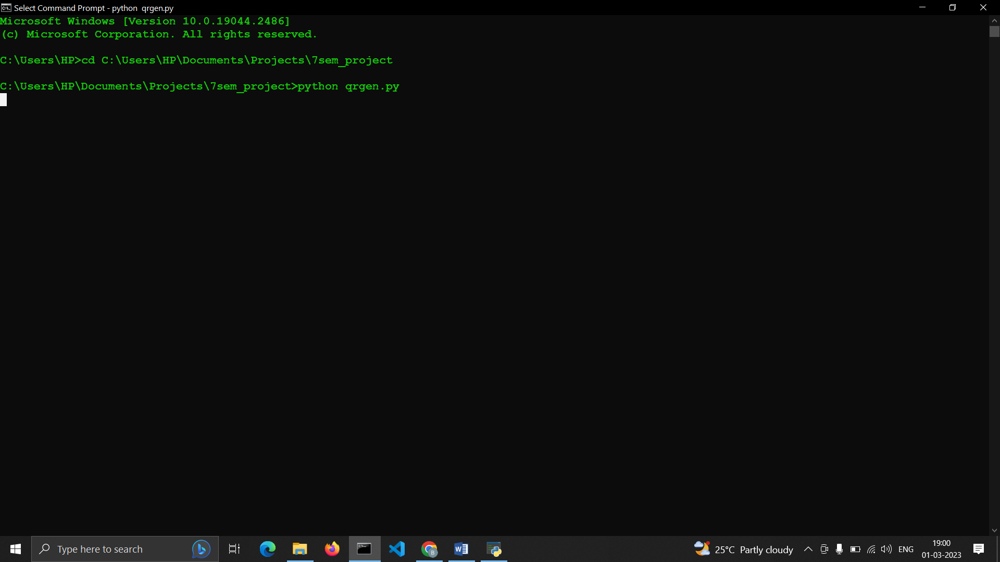 Select Command Prompt - python  qrgen.py
Microsoft Windows [Version 10.0.19044.2486]
(c) Microsoft Corporation. All rights reserved.
C:\Users\HP>cd C:\Users\HP\Documents\Projects\7sem_project
C:\Users\HP\Documents\Projects\7sem_project>python qrgen.py
Type here to search
25°C Partly cloudy
ENG
19:00
01-03-2023